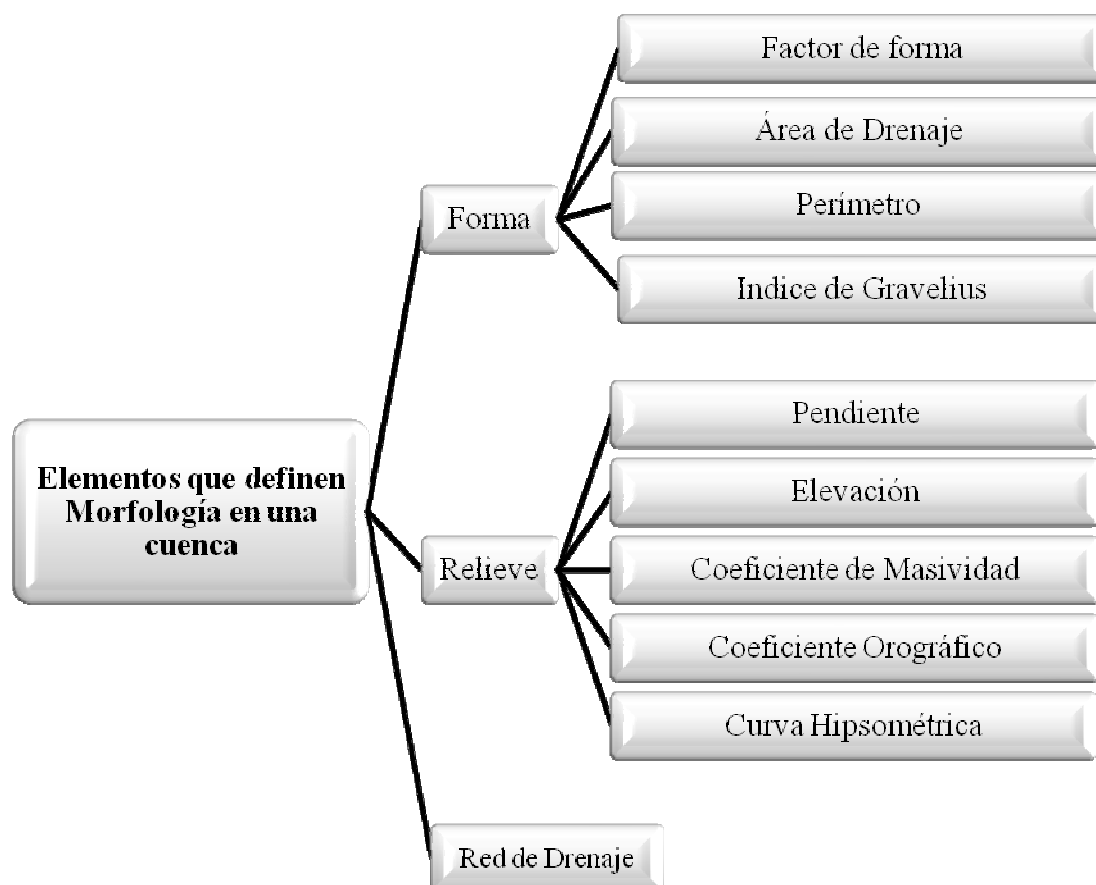 Elementos que definen
Morfología en una
cuenca
Forma
Factor de forma
Área de Drenaje
Perímetro
Indice de Gravelius
Relieve
Pendiente
Elevación
Coeficiente de Masividad
Coeficiente Orográfico
Curva Hipsométrica
Red de Drenaje